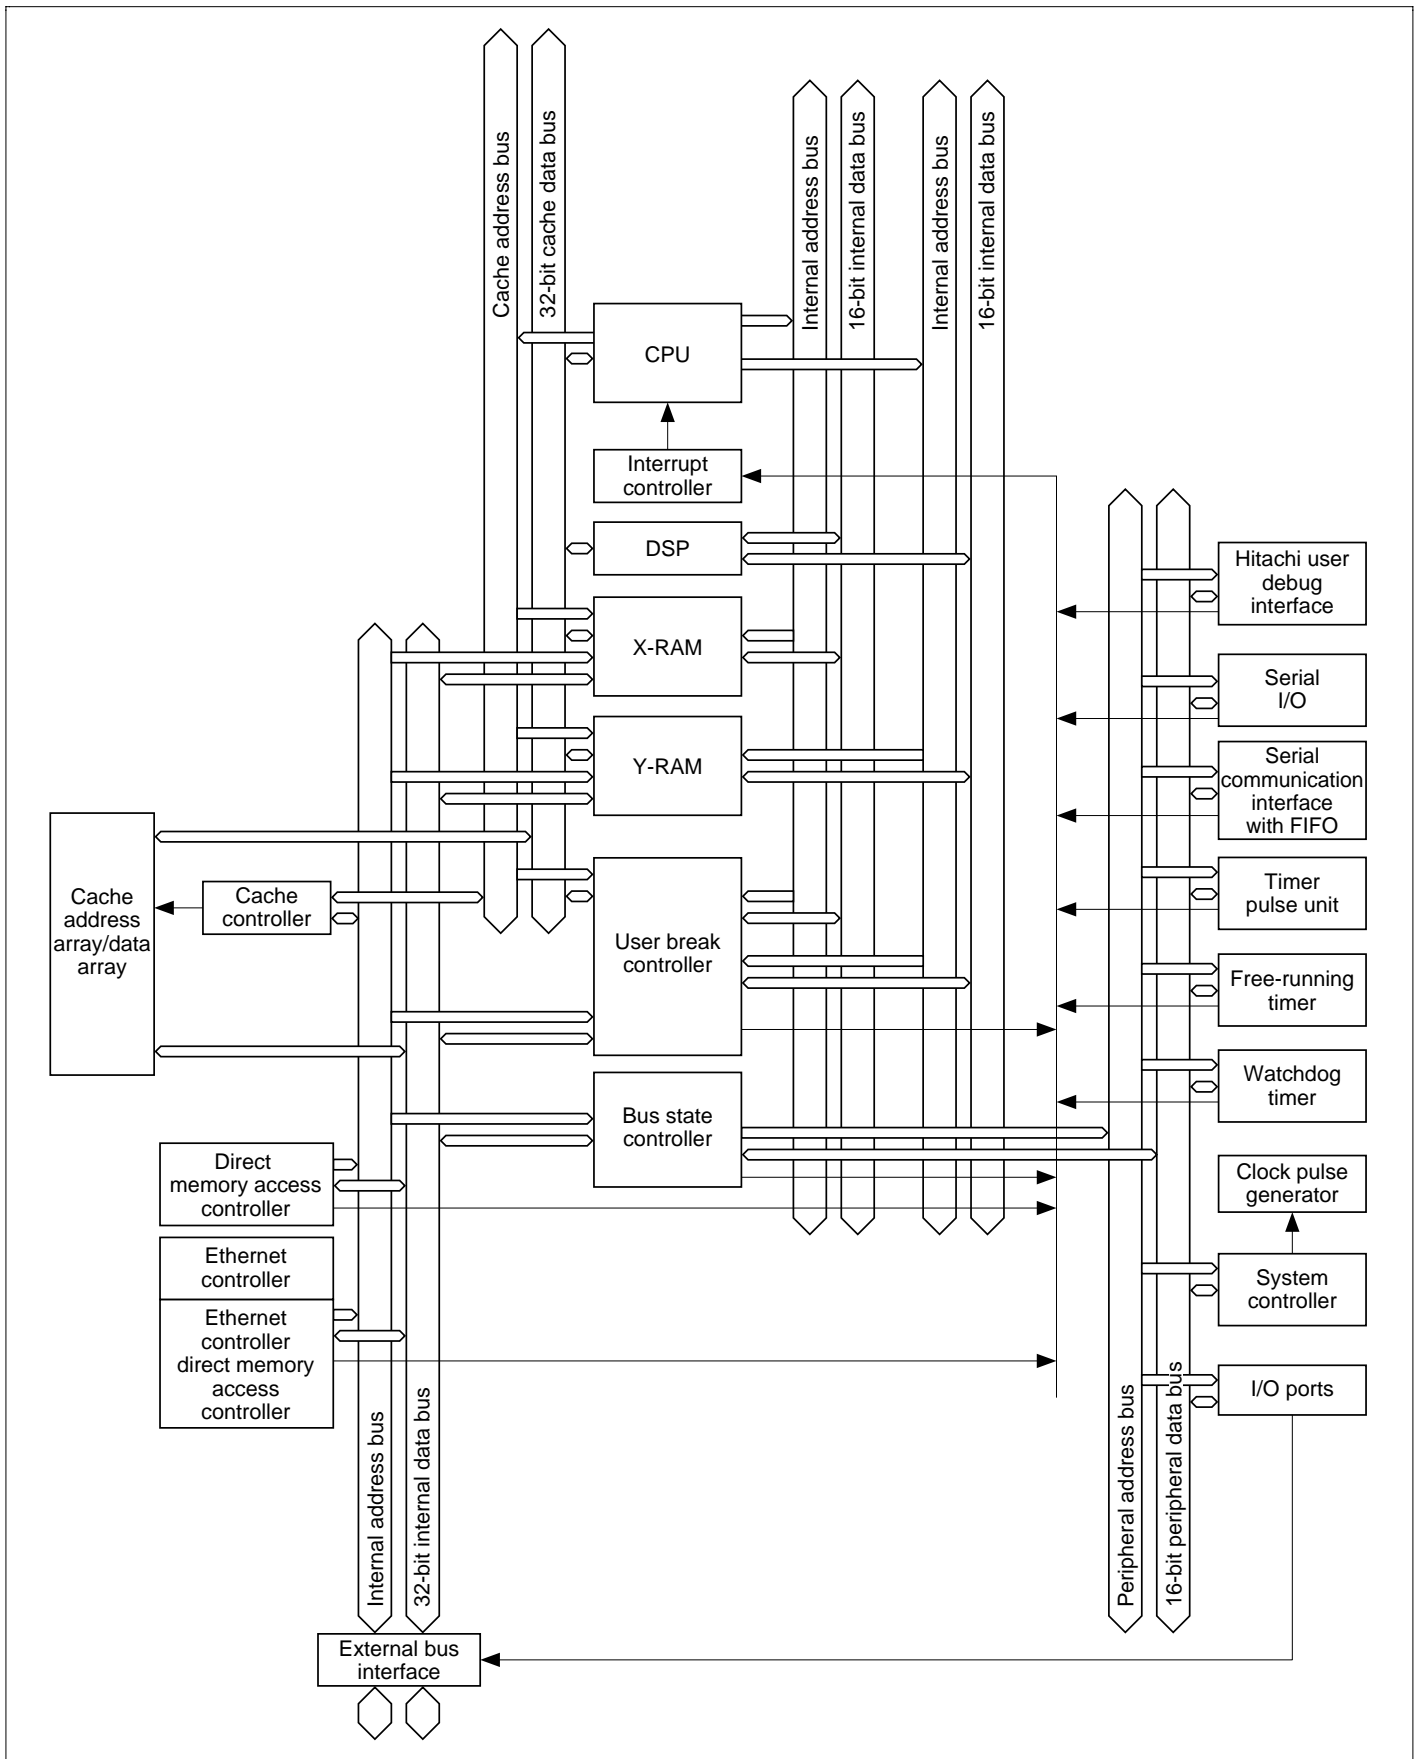 Cache address bus
32-bit cache data bus
Internal address bus
16-bit internal data bus
Internal address bus
16-bit internal data bus
CPU
Interrupt
controller
DSP
X-RAM
Y-RAM
Hitachi user
debug
interface
Serial
I/O
Serial
communication
interface
with FIFO
Cache
address
array/data
array
Cache
controller
User break
controller
Timer
pulse unit
Free-running
timer
Watchdog
timer
Bus state
controller
Direct
memory access
controller
Clock pulse
generator
Ethernet
controller
System
controller
Ethernet
controller
direct memory
access
controller
I/O ports
Internal address bus
32-bit internal data bus
Peripheral address bus
16-bit peripheral data bus
External bus
interface